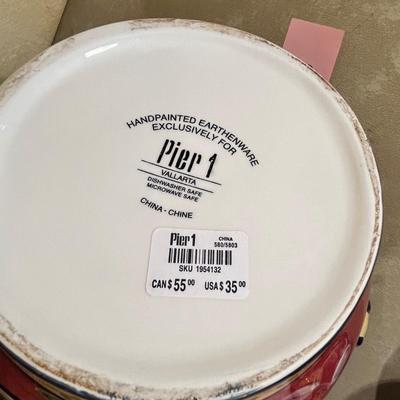 HANDPAINTED EARTHENWARE
EXCLUSIVELY FOR
Pier 1
VALLARTA
DISHWASHER SAFE
MICROWAVE SAFE
CHINA - CHINE
Pier 1 CHINA
580/5803
SKU 1954132
CAN $ 55 00 USA $ 35 00